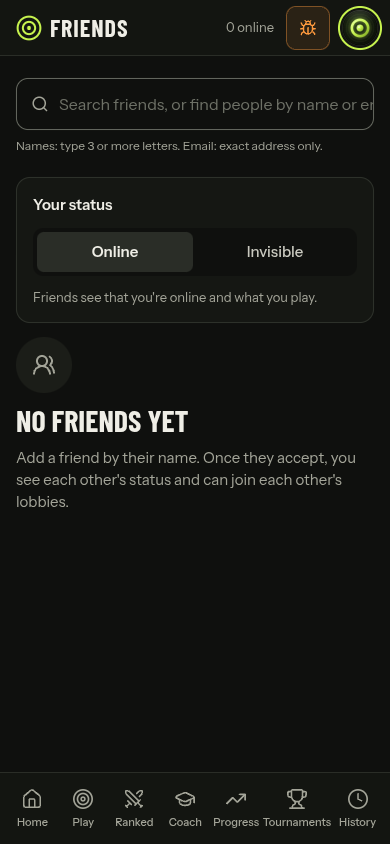 FRIENDS
0 online
Search friends, or find people by name or er
Names: type 3 or more letters. Email: exact address only.
Your status
Online
Invisible
Friends see that you're online and what you play.
NO FRIENDS YET
Add a friend by their name. Once they accept, you
see each other's status and can join each other's
lobbies.
Home
Play
Ranked
Coach
Progress
Tournaments
History